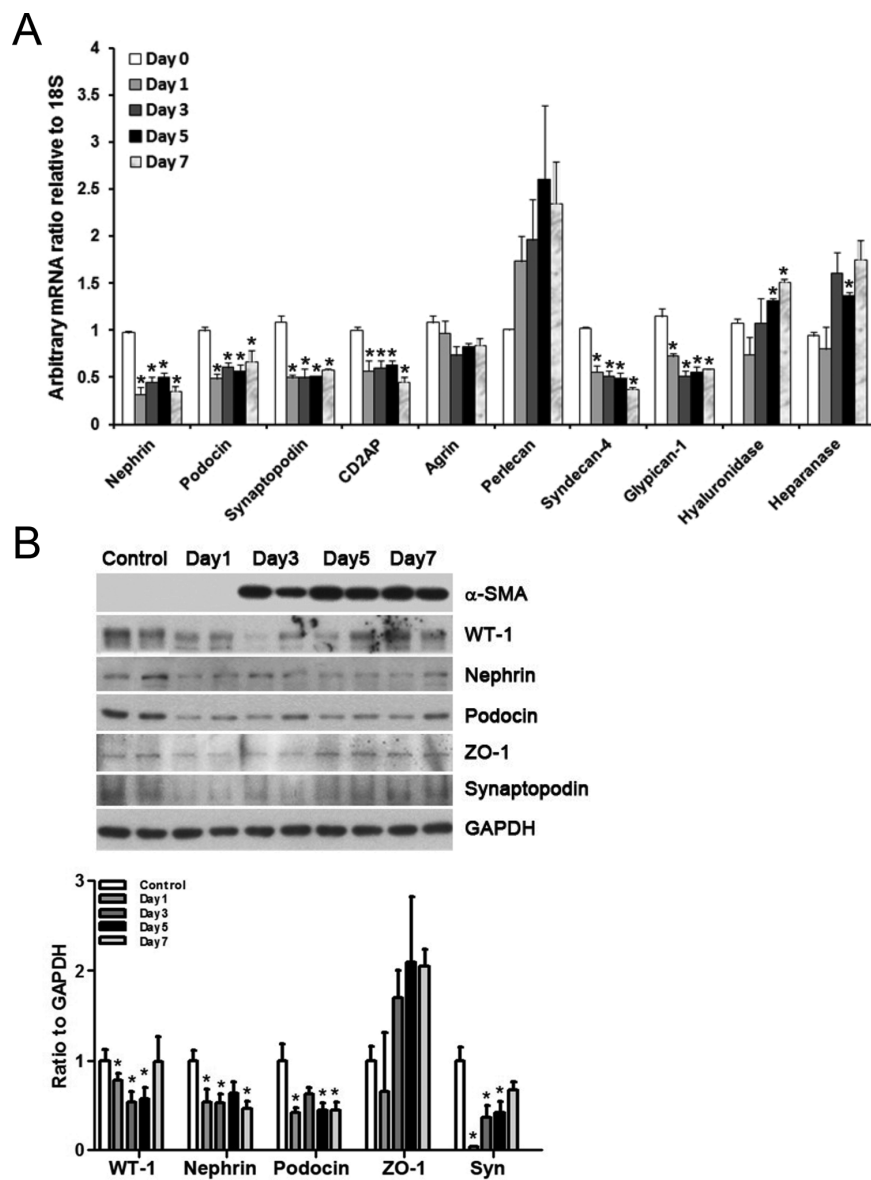 A
Arbitrary mRNA ratio relative to 18S
4
3.5
3
2.5
2
1.5
1
0.5
0
Day 0
Day 1
Day 3
Day 5
Day 7
* * * *
* * * *
* * * *
* * * *
* * * *
* * * *
* *
*
Nephrin
Podocin
Synaptopodin
CD2AP
Agrin
Perlecan
Syndecan-4
Glypican-1
Hyaluronidase
Heparanase
B
Control Day1 Day3 Day5 Day7
α-SMA
WT-1
Nephrin
Podocin
ZO-1
Synaptopodin
GAPDH
Ratio to GAPDH
3
2
1
0
Control
Day1
Day3
Day5
Day7
* * *
* * *
* * *
* * *
WT-1 Nephrin Podocin ZO-1 Syn